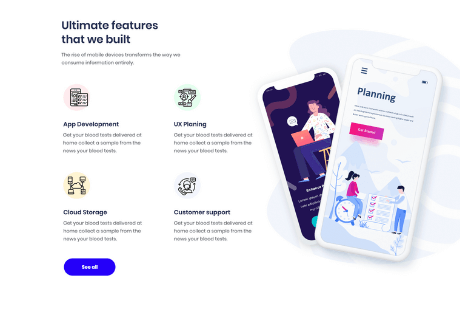 Ultimate features
that we built
The rise of mobile devices transforms the way we
consume information entirely.
App Development
Get your blood tests delivered at
home collect a sample from the
news your blood tests.
UX Planing
Get your blood tests delivered at
home collect a sample from the
news your blood tests.
Cloud Storage
Get your blood tests delivered at
home collect a sample from the
news your blood tests.
Customer support
Get your blood tests delivered at
home collect a sample from the
news your blood tests.
See all
Planning
Get Started